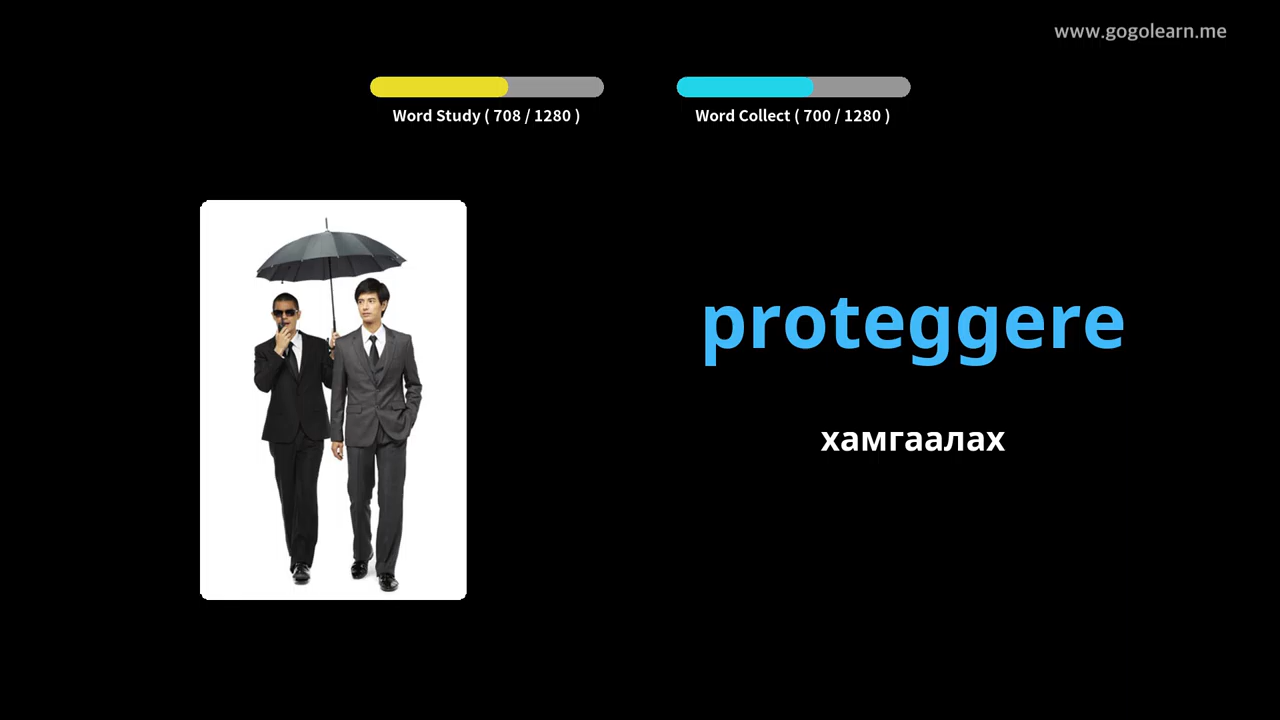 www.gogolearn.me
Word Study ( 708 / 1280 )
Word Collect ( 700 / 1280 )
proteggere
хамгаалах